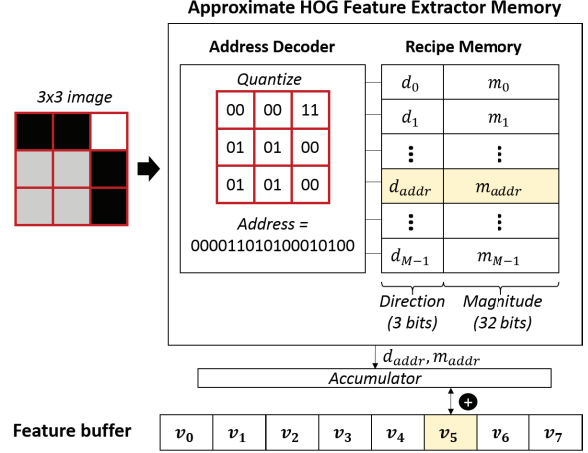 Approximate HOG Feature Extractor Memory
Address Decoder
Recipe Memory
3x3 image
Quantize
00 00 11
01 01 00
01 01 00
Address =
000011010100010100
d0 m0
d1 m1
⋮ ⋮
daddr maddr
⋮ ⋮
dM−1 mM−1
Direction
(3 bits)
Magnitude
(32 bits)
daddr, maddr
Accumulator
+
Feature buffer
v0 v1 v2 v3 v4 v5 v6 v7